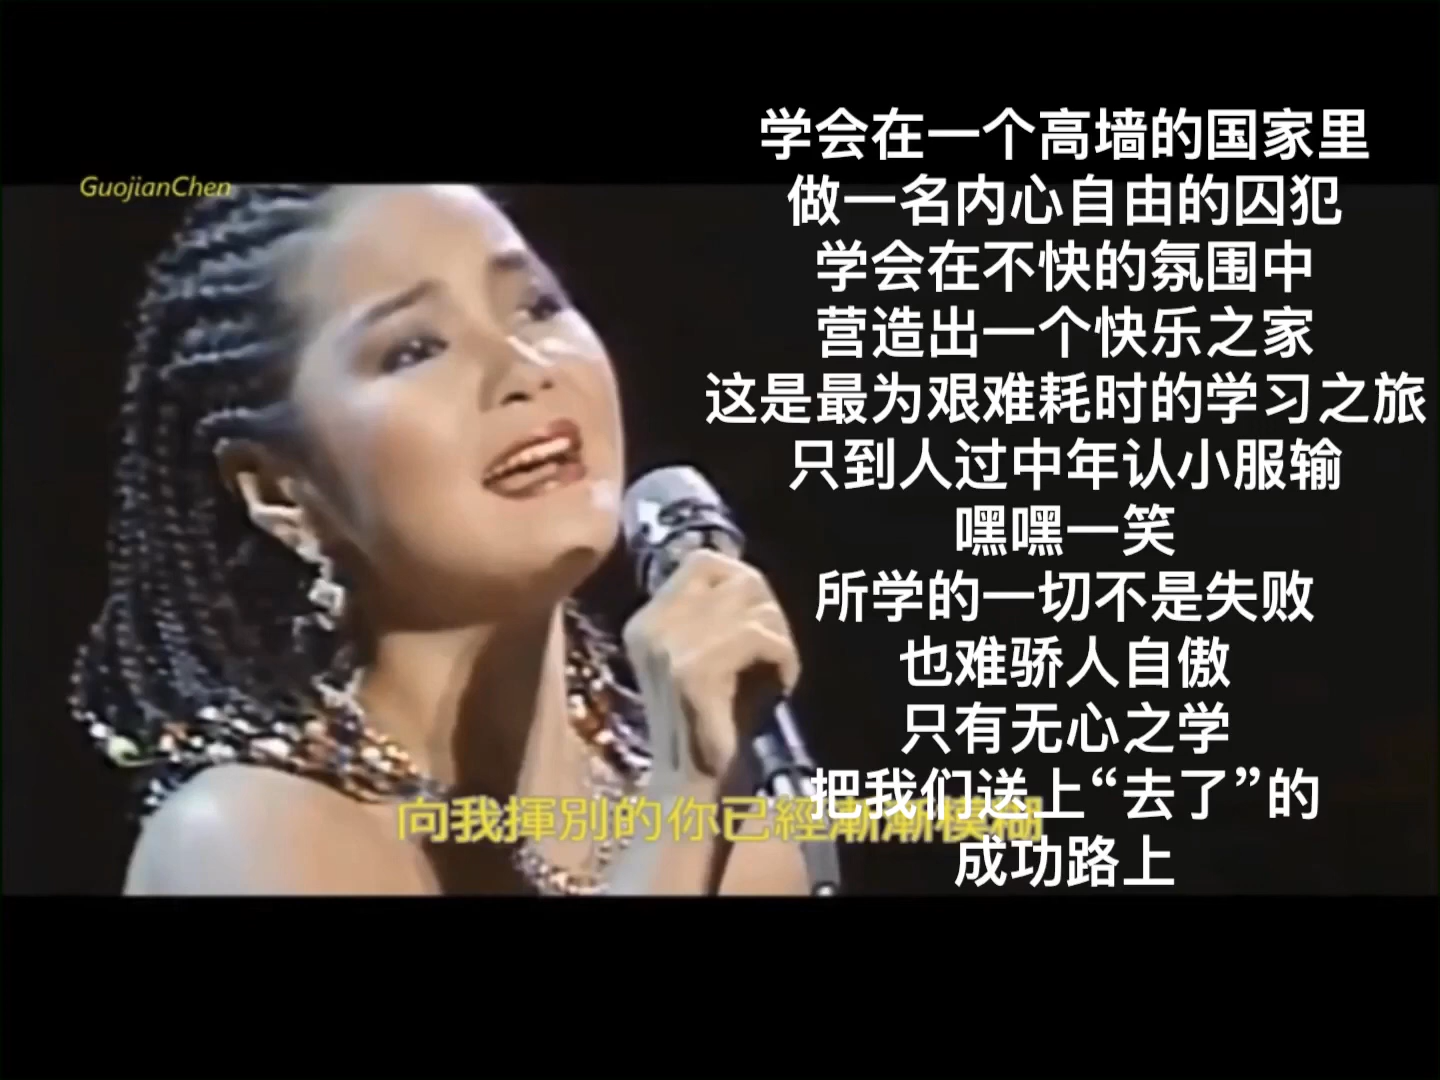 GuojianChen
学会在一个高墙的国家里
做一名内心自由的囚犯
学会在不快的氛围中
营造出一个快乐之家
这是最为艰难耗时的学习之旅
只到人过中年认小服输
嘿嘿一笑
所学的一切不是失败
也难骄人自傲
只有无心之学
把我们送上“去了”的
成功路上
向我揮別的你已經漸漸模糊